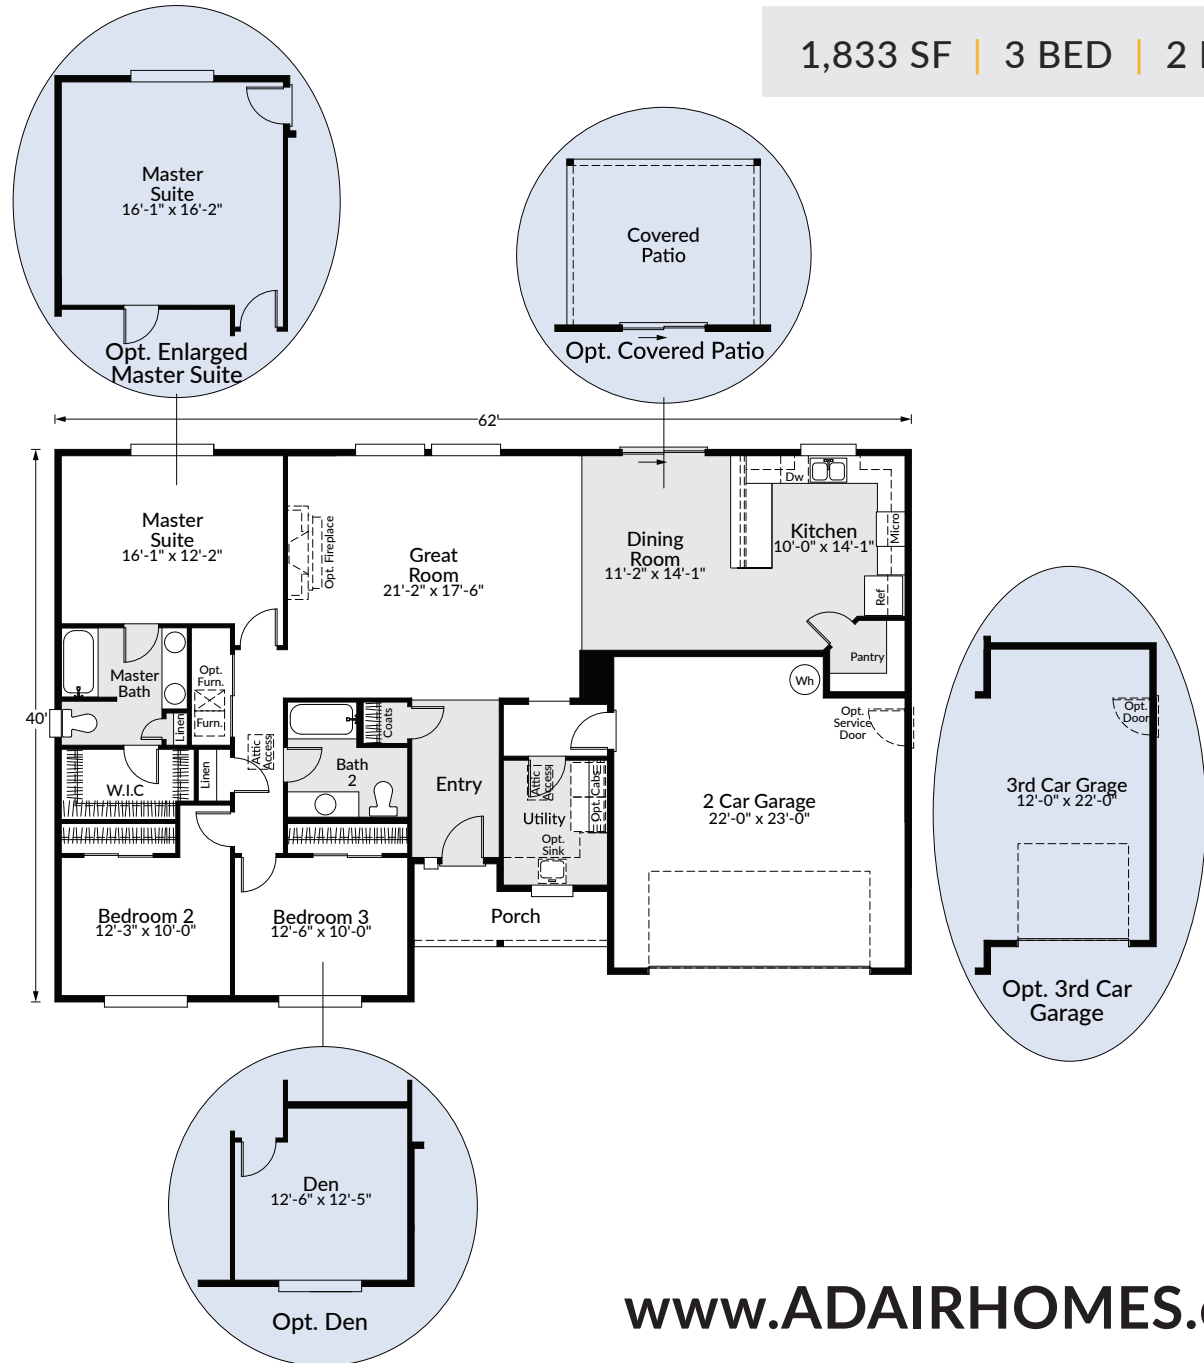 1,833 SF | 3 BED | 2
Master
Suite
16'-1" x 16'-2"
Opt. Enlarged
Master Suite
Covered
Patio
Opt. Covered Patio
62'
40'
Master
Suite
16'-1" x 12'-2"
Opt. Fireplace
Great
Room
21'-2" x 17'-6"
Dining
Room
11'-2" x 14'-1"
Dw
Kitchen
10'-0" x 14'-1"
Micro
Ref
Pantry
Master
Bath
Opt.
Furn.
Furn.
Linen
Linen
W.I.C
Attic
Access
Bath
2
Coats
Entry
Attic
Access
Opt. Cabs
Utility
Opt.
Sink
Wh
Opt.
Service
Door
2 Car Garage
22'-0" x 23'-0"
Bedroom 2
12'-3" x 10'-0"
Bedroom 3
12'-6" x 10'-0"
Porch
Opt.
Door
3rd Car Grage
12'-0" x 22'-0"
Opt. 3rd Car
Garage
Den
12'-6" x 12'-5"
Opt. Den
www.ADAIRHOMES.